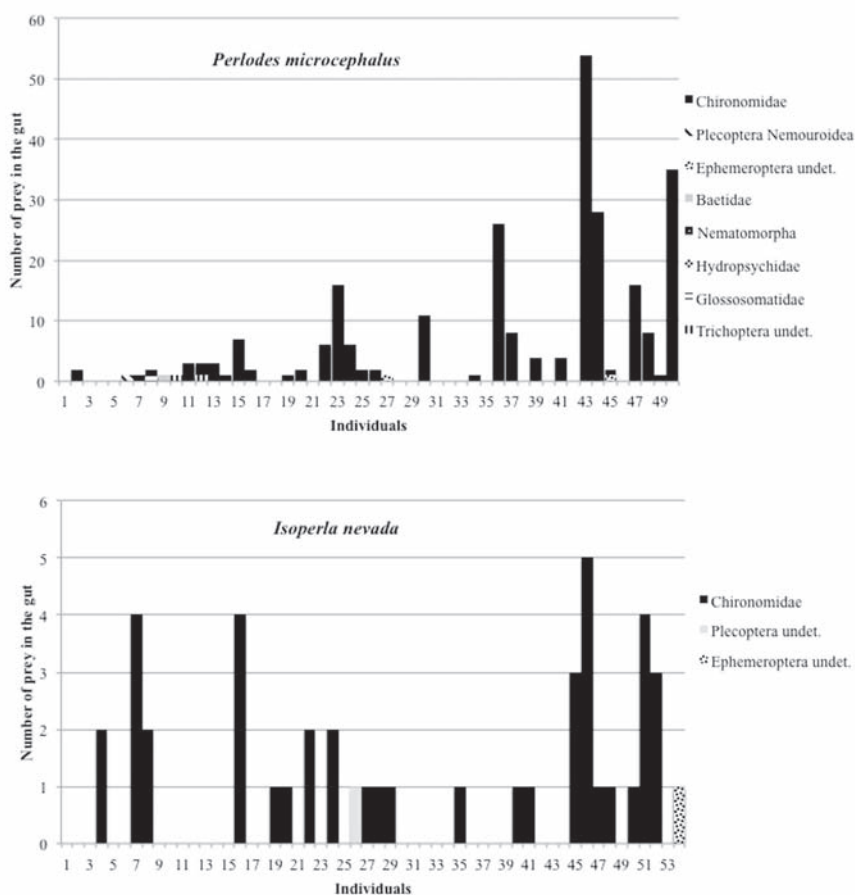 Perlodes microcephalus
Number of prey in the gut
60
50
40
30
20
10
0
1 3 5 7 9 11 13 15 17 19 21 23 25 27 29 31 33 35 37 39 41 43 45 47 49
Individuals
Chironomidae
Plecoptera Nemouroidea
Ephemeroptera undet.
Baetidae
Nematomorpha
Hydropsychidae
Glossosomatidae
Trichoptera undet.
Isoperla nevada
Number of prey in the gut
6
5
4
3
2
1
0
1 3 5 7 9 11 13 15 17 19 21 23 25 27 29 31 33 35 37 39 41 43 45 47 49 51 53
Individuals
Chironomidae
Plecoptera undet.
Ephemeroptera undet.